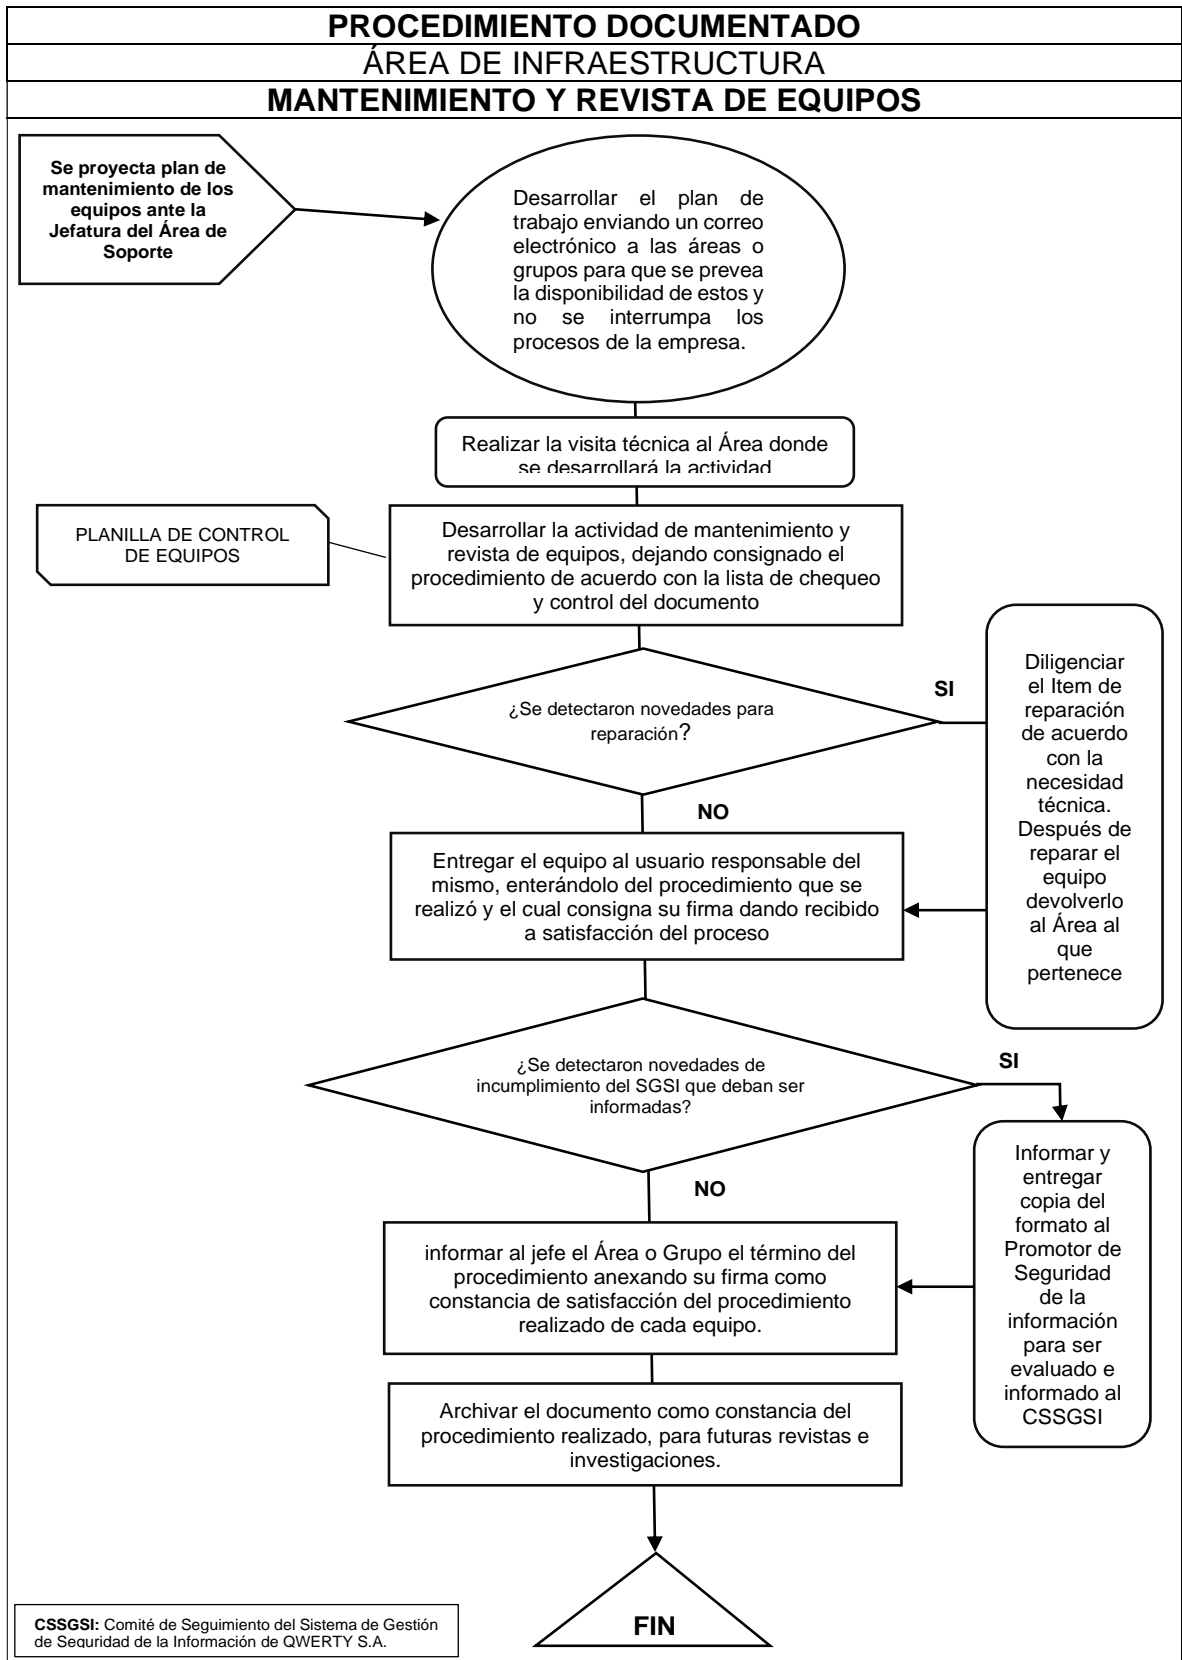 PROCEDIMIENTO DOCUMENTADO
ÁREA DE INFRAESTRUCTURA
MANTENIMIENTO Y REVISTA DE EQUIPOS
Se proyecta plan de
mantenimiento de los
equipos ante la
Jefatura del Área de
Soporte
Desarrollar el plan de
trabajo enviando un correo
electrónico a las áreas o
grupos para que se prevea
la disponibilidad de estos y
no se interrumpa los
procesos de la empresa.
Realizar la visita técnica al Área donde
se desarrollará la actividad
PLANILLA DE CONTROL
DE EQUIPOS
Desarrollar la actividad de mantenimiento y
revista de equipos, dejando consignado el
procedimiento de acuerdo con la lista de chequeo
y control del documento
¿Se detectaron novedades para
reparación?
SI
Diligenciar
el Item de
reparación
de acuerdo
con la
necesidad
técnica.
Después de
reparar el
equipo
devolverlo
al Área al
que
pertenece
NO
Entregar el equipo al usuario responsable del
mismo, enterándolo del procedimiento que se
realizó y el cual consigna su firma dando recibido
a satisfacción del proceso
¿Se detectaron novedades de
incumplimiento del SGSI que deban ser
informadas?
SI
Informar y
entregar
copia del
formato al
Promotor de
Seguridad
de la
información
para ser
evaluado e
informado al
CSSGSI
NO
informar al jefe el Área o Grupo el término del
procedimiento anexando su firma como
constancia de satisfacción del procedimiento
realizado de cada equipo.
Archivar el documento como constancia del
procedimiento realizado, para futuras revistas e
investigaciones.
FIN
CSSGSI: Comité de Seguimiento del Sistema de Gestión
de Seguridad de la Información de QWERTY S.A.